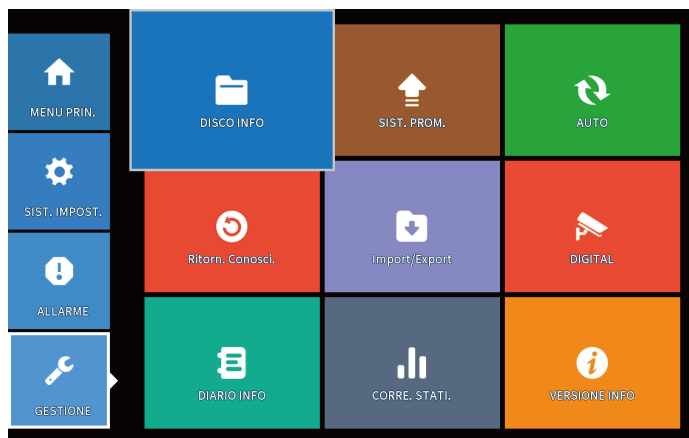 MENU PRIN.
SIST. IMPOST.
ALLARME
GESTIONE
DISCO INFO
SIST. PROM.
AUTO
Ritorn. Conosci.
Import/Export
DIGITAL
DIARIO INFO
CORRE. STATI.
VERSIONE INFO